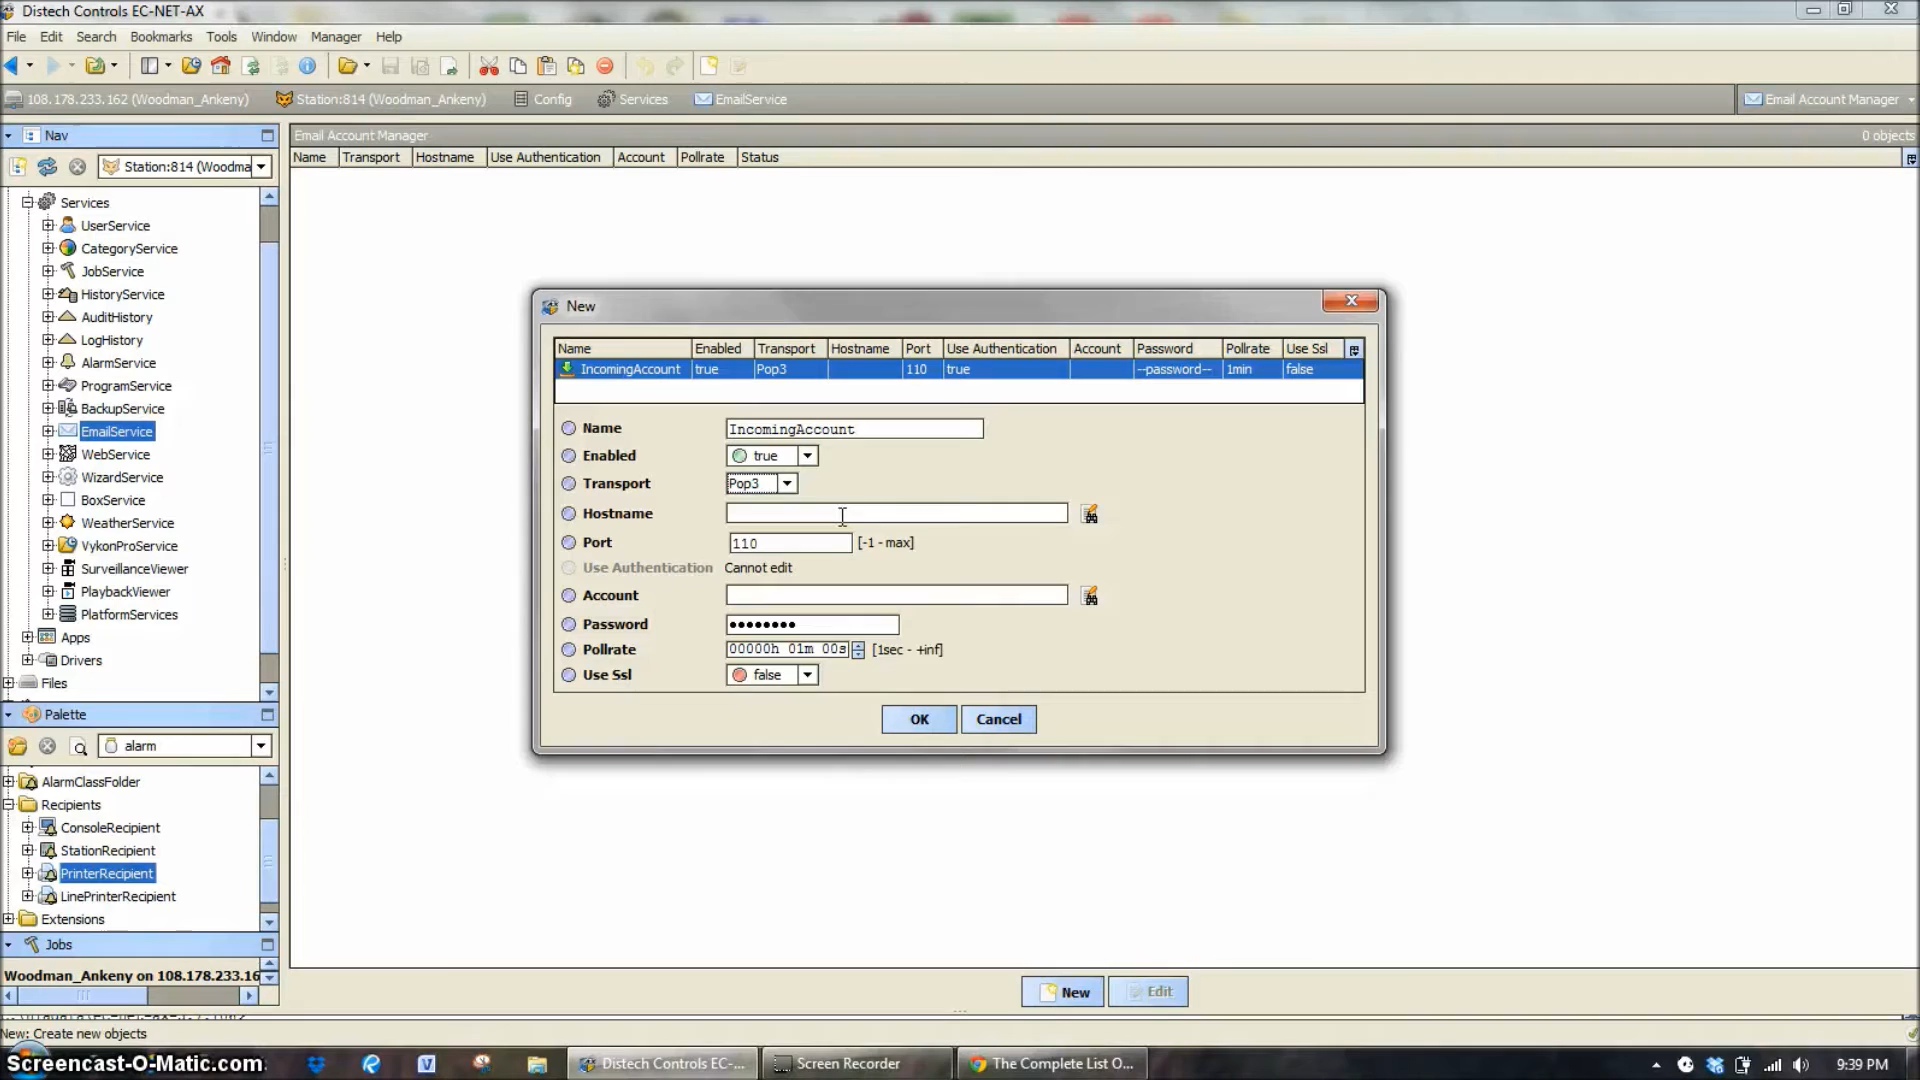 Distech Controls EC-NET-AX
File Edit Search Bookmarks Tools Window Manager Help
108.178.233.162 (Woodman_Ankeny) Station:814 (Woodman_Ankeny) Config Services EmailService Email Account Manager
Nav
Station:814 (Woodma
Services
UserService
CategoryService
JobService
HistoryService
AuditHistory
LogHistory
AlarmService
ProgramService
BackupService
EmailService
WebService
WizardService
BoxService
WeatherService
VykonProService
SurveillanceViewer
PlaybackViewer
PlatformServices
Apps
Drivers
Files
Palette
alarm
AlarmClassFolder
Recipients
ConsoleRecipient
StationRecipient
PrinterRecipient
LinePrinterRecipient
Extensions
Jobs
Woodman_Ankeny on 108.178.233.16
Email Account Manager 0 objects
Name Transport Hostname Use Authentication Account Pollrate Status
New
Name Enabled Transport Hostname Port Use Authentication Account Password Pollrate Use Ssl
IncomingAccount true Pop3 110 true --password-- 1min false
Name IncomingAccount
Enabled true
Transport Pop3
Hostname
Port 110 [-1 - max]
Use Authentication Cannot edit
Account
Password ••••••••
Pollrate 00000h 01m 00s [1sec - +inf]
Use Ssl false
OK Cancel
New Edit
New: Create new objects
Screencast-O-Matic.com Distech Controls EC-... Screen Recorder The Complete List O... 9:39 PM